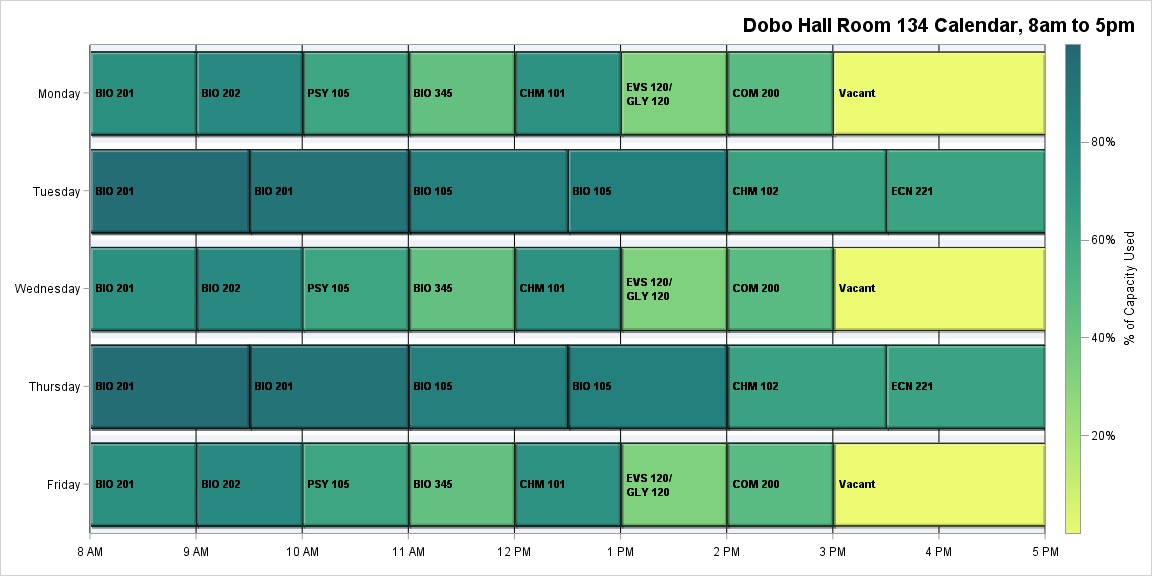 Dobo Hall Room 134 Calendar, 8am to 5pm
Monday
BIO 201
BIO 202
PSY 105
BIO 345
CHM 101
EVS 120/
GLY 120
COM 200
Vacant
Tuesday
BIO 201
BIO 201
BIO 105
BIO 105
CHM 102
ECN 221
Wednesday
BIO 201
BIO 202
PSY 105
BIO 345
CHM 101
EVS 120/
GLY 120
COM 200
Vacant
Thursday
BIO 201
BIO 201
BIO 105
BIO 105
CHM 102
ECN 221
Friday
BIO 201
BIO 202
PSY 105
BIO 345
CHM 101
EVS 120/
GLY 120
COM 200
Vacant
8 AM
9 AM
10 AM
11 AM
12 PM
1 PM
2 PM
3 PM
4 PM
5 PM
80%
60%
40%
20%
% of Capacity Used